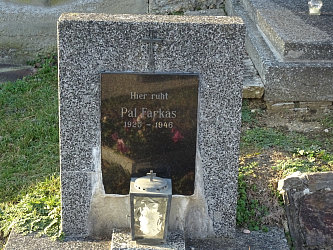 Hier ruht
Pal Farkas
1925 - 1946